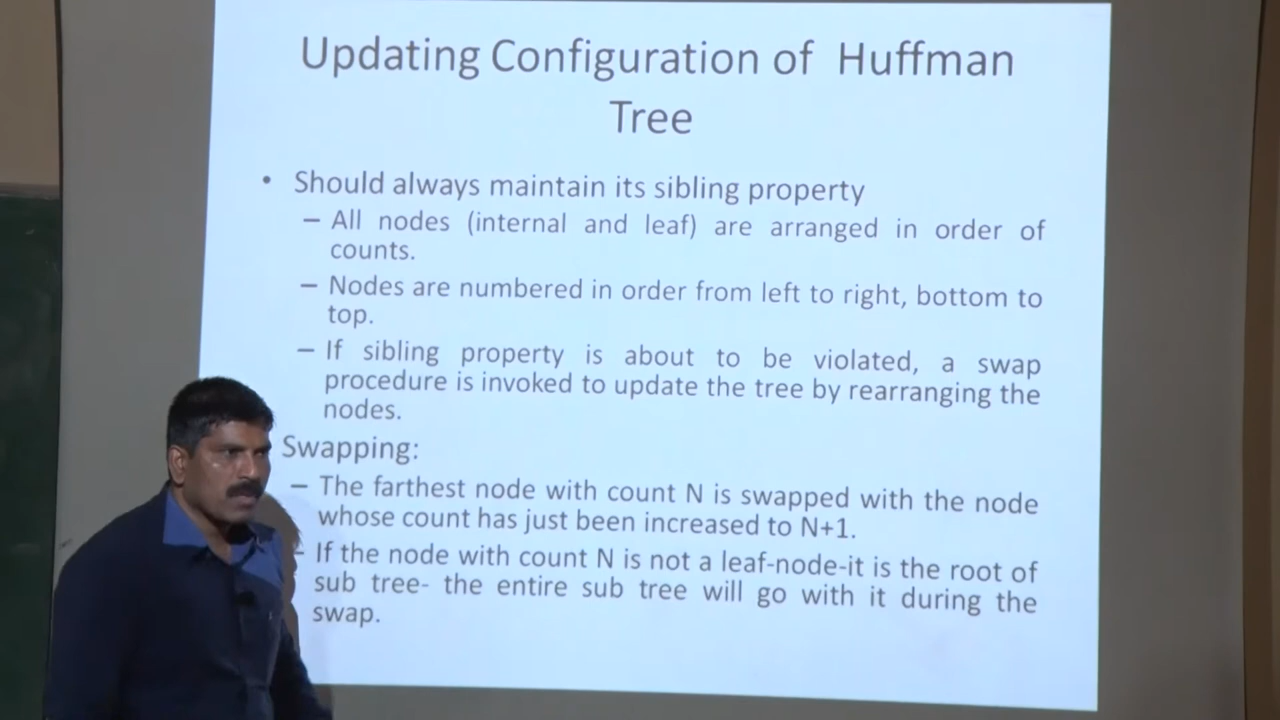 Updating Configuration of Huffman
Tree
• Should always maintain its sibling property
– All nodes (internal and leaf) are arranged in order of
counts.
– Nodes are numbered in order from left to right, bottom to
top.
– If sibling property is about to be violated, a swap
procedure is invoked to update the tree by rearranging the
nodes.
Swapping:
– The farthest node with count N is swapped with the node
whose count has just been increased to N+1.
– If the node with count N is not a leaf-node-it is the root of
sub tree- the entire sub tree will go with it during the
swap.